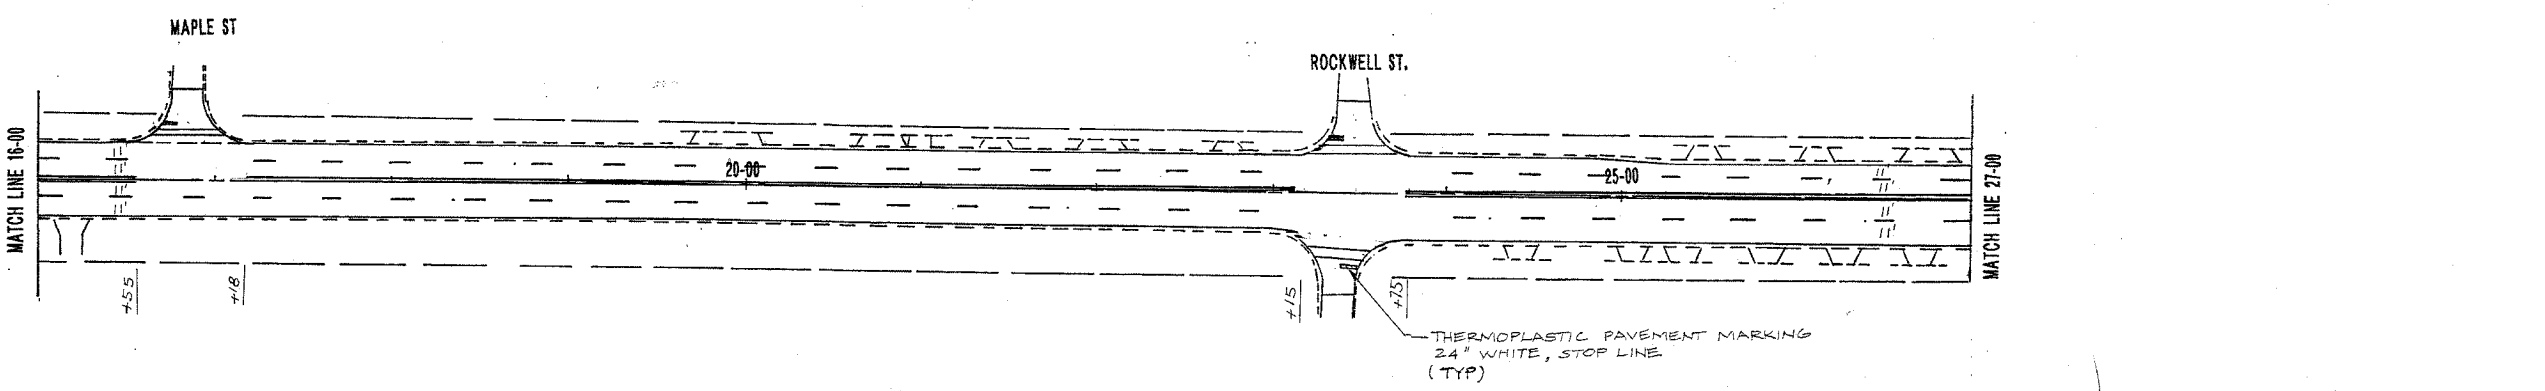 MAPLE ST
ROCKWELL ST.
MATCH LINE 16-00
20-00
25-00
MATCH LINE 27-00
+55
+18
+15
+75
THERMOPLASTIC PAVEMENT MARKING
24" WHITE, STOP LINE
(TYP)